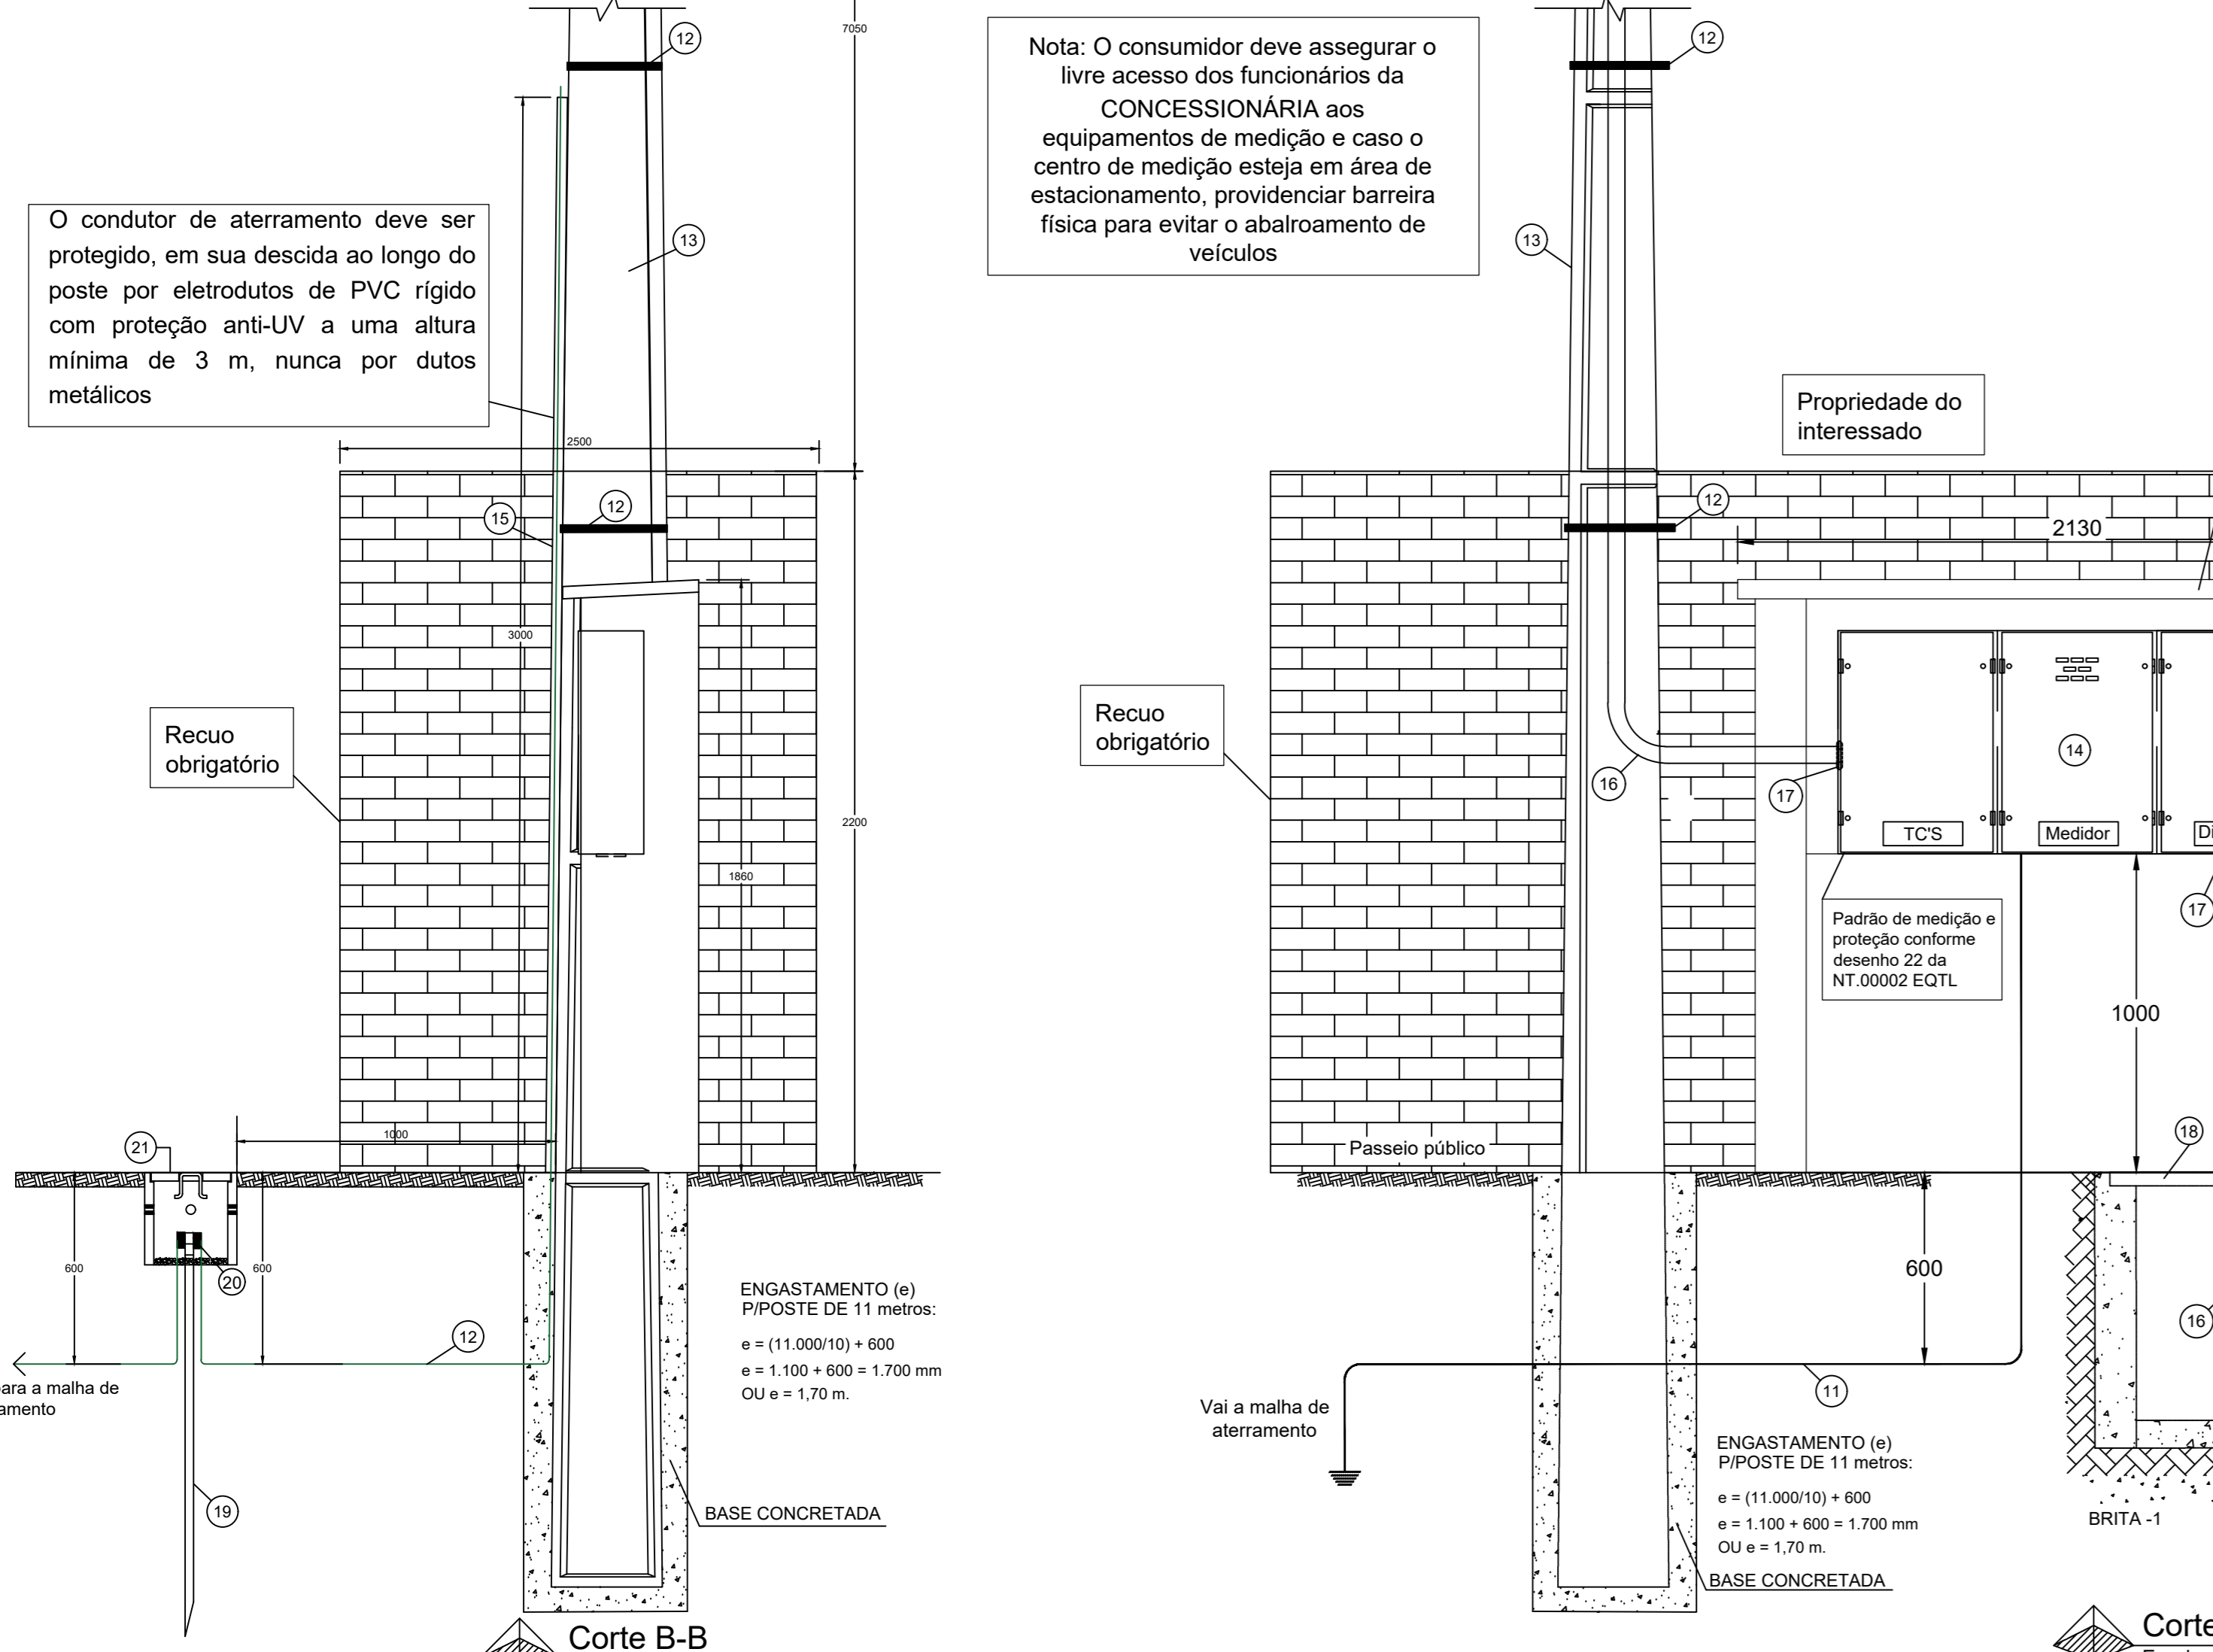 7050
12
O condutor de aterramento deve ser
protegido, em sua descida ao longo do
poste por eletrodutos de PVC rígido
com proteção anti-UV a uma altura
mínima de 3 m, nunca por dutos
metálicos
13
2500
15
12
3000
Recuo
obrigatório
2200
1860
21
1000
600
600
20
12
ara a malha de
amento
19
ENGASTAMENTO (e)
P/POSTE DE 11 metros:
e = (11.000/10) + 600
e = 1.100 + 600 = 1.700 mm
OU e = 1,70 m.
BASE CONCRETADA
Corte B-B
Nota: O consumidor deve assegurar o
livre acesso dos funcionários da
CONCESSIONÁRIA aos
equipamentos de medição e caso o
centro de medição esteja em área de
estacionamento, providenciar barreira
física para evitar o abalroamento de
veículos
12
13
Propriedade do
interessado
12
2130
Recuo
obrigatório
16
17
14
TC'S
Medidor
Di
Padrão de medição e
proteção conforme
desenho 22 da
NT.00002 EQTL
17
1000
Passeio público
18
600
16
11
Vai a malha de
aterramento
ENGASTAMENTO (e)
P/POSTE DE 11 metros:
e = (11.000/10) + 600
e = 1.100 + 600 = 1.700 mm
OU e = 1,70 m.
BASE CONCRETADA
BRITA -1
Corte